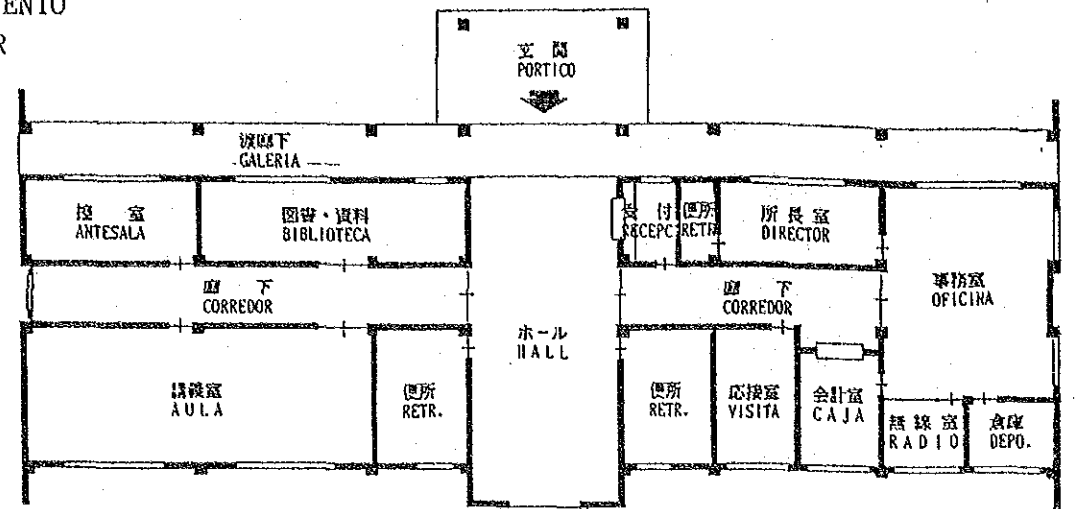 ENTO
R
玄関
PORTICO
渡廊下
GALERIA
控室
ANTESALA
図書・資料
BIBLIOTECA
受付
RECEPC
便所
RETR
所長室
DIRECTOR
事務室
OFICINA
廊下
CORREDOR
ホール
HALL
廊下
CORREDOR
講義室
AULA
便所
RETR.
便所
RETR.
応接室
VISITA
会計室
CAJA
無線室
RADIO
倉庫
DEPO.